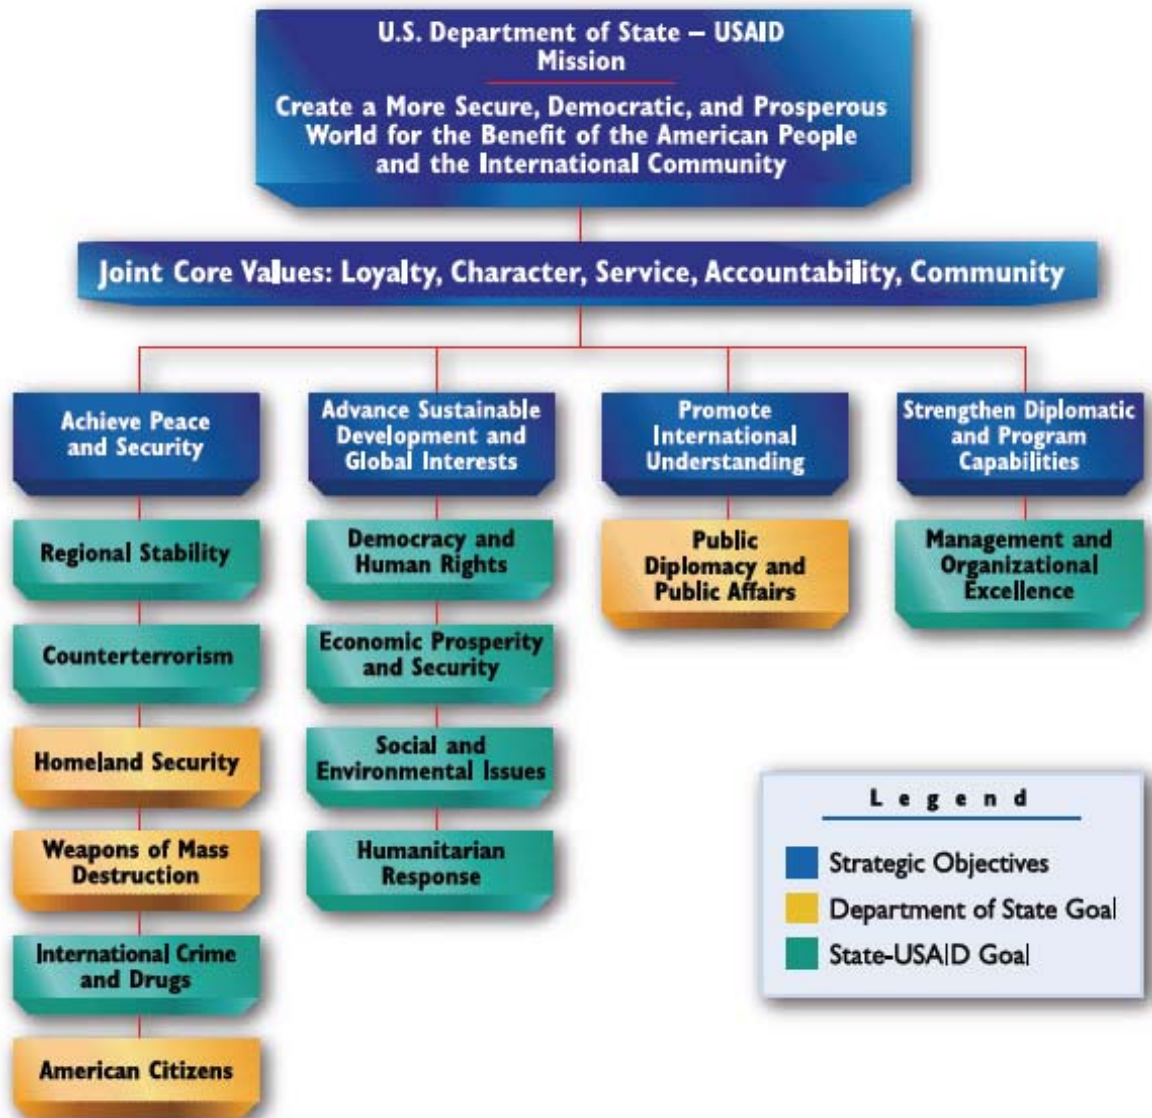 U.S. Department of State – USAID
Mission
Create a More Secure, Democratic, and Prosperous
World for the Benefit of the American People
and the International Community
Joint Core Values: Loyalty, Character, Service, Accountability, Community
Achieve Peace
and Security
Regional Stability
Counterterrorism
Homeland Security
Weapons of Mass
Destruction
International Crime
and Drugs
American Citizens
Advance Sustainable
Development and
Global Interests
Democracy and
Human Rights
Economic Prosperity
and Security
Social and
Environmental Issues
Humanitarian
Response
Promote
International
Understanding
Public
Diplomacy and
Public Affairs
Strengthen Diplomatic
and Program
Capabilities
Management and
Organizational
Excellence
Legend
Strategic Objectives
Department of State Goal
State-USAID Goal